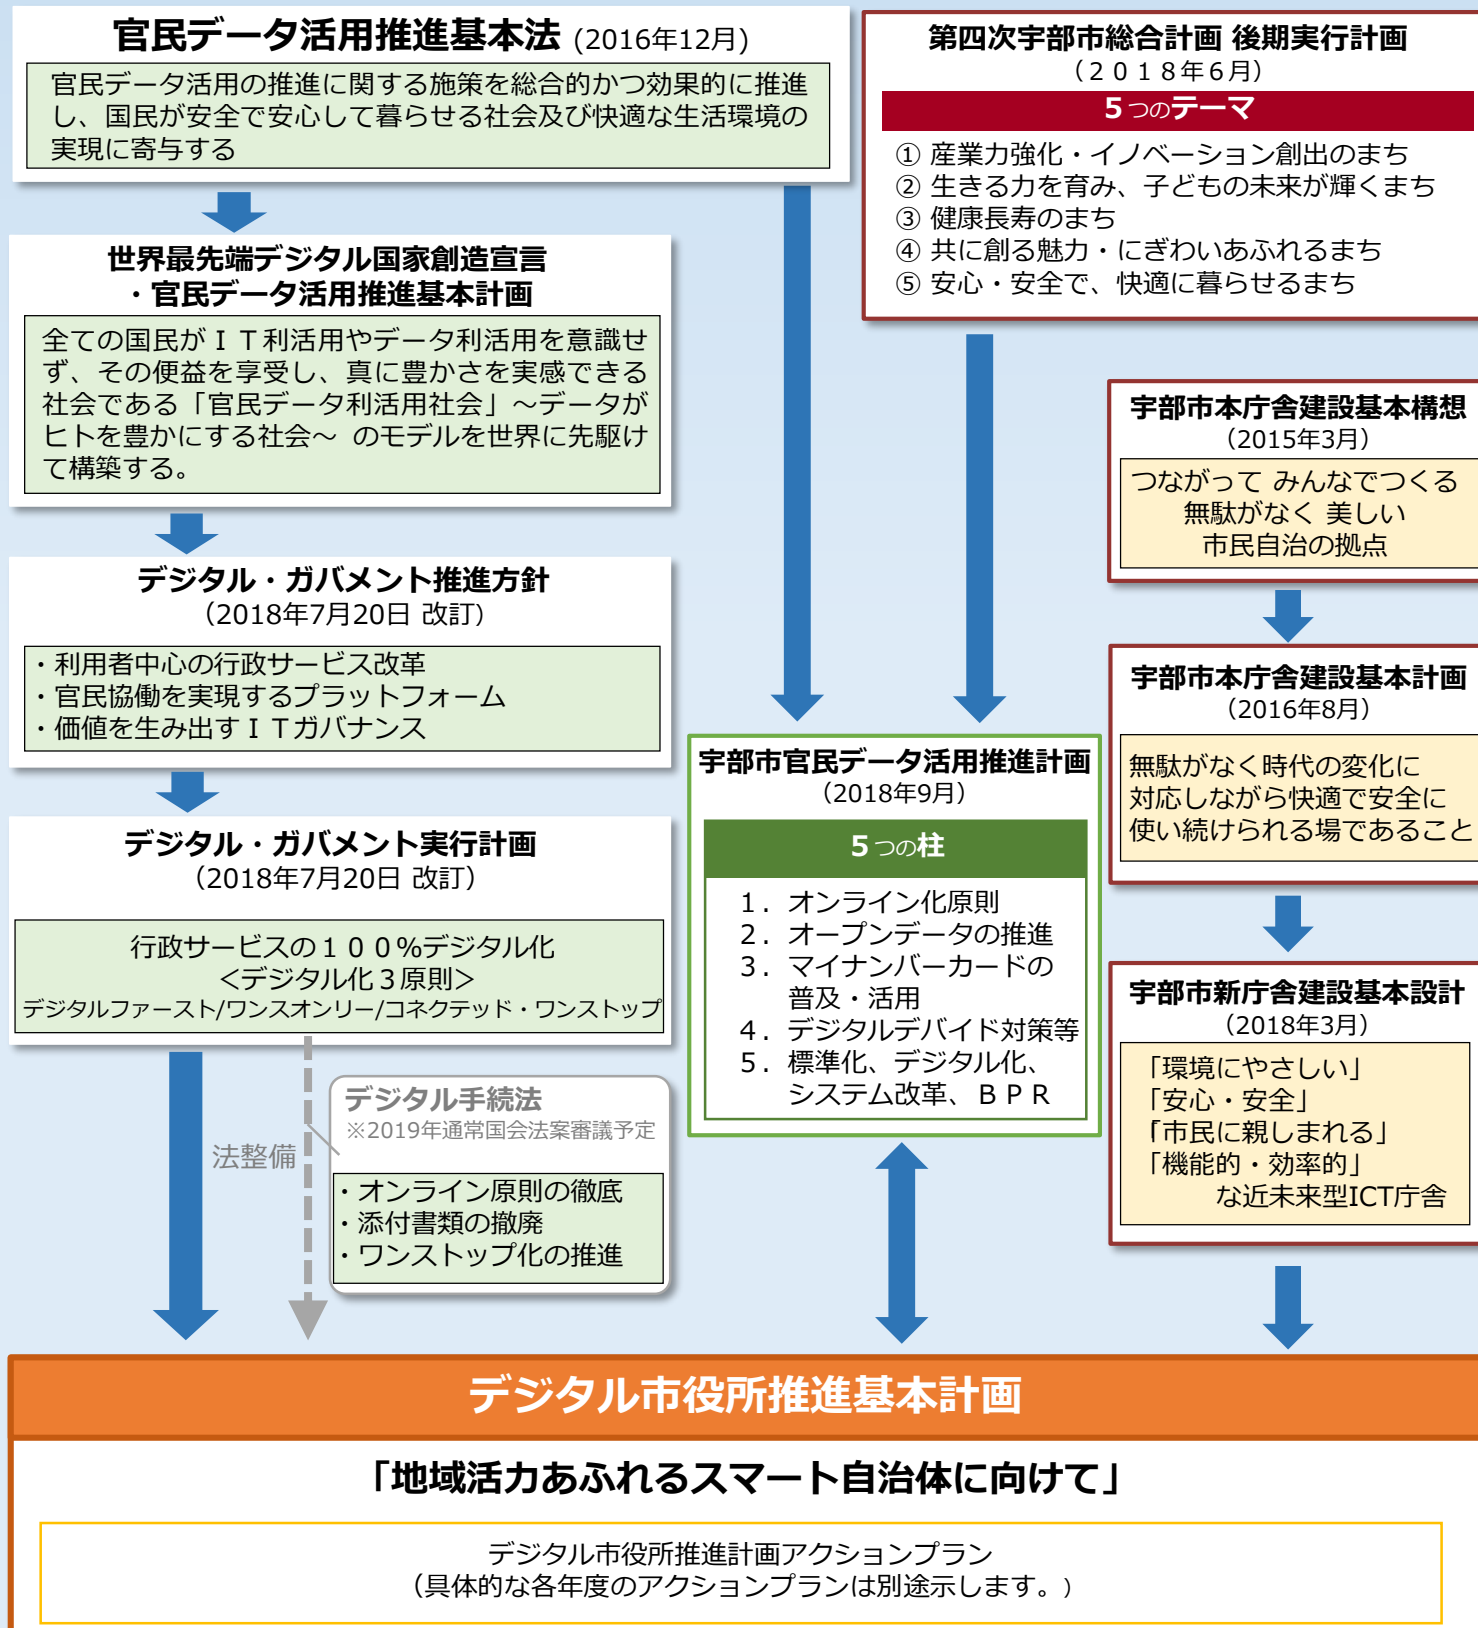 官民データ活用推進基本法 (2016年12月)
官民データ活用の推進に関する施策を総合的かつ効果的に推進
し、国民が安全で安心して暮らせる社会及び快適な生活環境の
実現に寄与する
世界最先端デジタル国家創造宣言
・官民データ活用推進基本計画
全ての国民がＩＴ利活用やデータ利活用を意識せ
ず、その便益を享受し、真に豊かさを実感できる
社会である「官民データ利活用社会」～データが
ヒトを豊かにする社会～ のモデルを世界に先駆け
て構築する。
デジタル・ガバメント推進方針
（2018年7月20日 改訂）
・利用者中心の行政サービス改革
・官民協働を実現するプラットフォーム
・価値を生み出すＩＴガバナンス
デジタル・ガバメント実行計画
（2018年7月20日 改訂）
行政サービスの１００%デジタル化
<デジタル化３原則>
デジタルファースト/ワンスオンリー/コネクテッド・ワンストップ
法整備
デジタル手続法
※2019年通常国会法案審議予定
・オンライン原則の徹底
・添付書類の撤廃
・ワンストップ化の推進
第四次宇部市総合計画 後期実行計画
（２０１８年６月）
５つのテーマ
① 産業力強化・イノベーション創出のまち
② 生きる力を育み、子どもの未来が輝くまち
③ 健康長寿のまち
④ 共に創る魅力・にぎわいあふれるまち
⑤ 安心・安全で、快適に暮らせるまち
宇部市官民データ活用推進計画
（2018年9月）
５つの柱
１．オンライン化原則
２．オープンデータの推進
３．マイナンバーカードの
普及・活用
４．デジタルデバイド対策等
５．標準化、デジタル化、
システム改革、ＢＰＲ
宇部市本庁舎建設基本構想
（2015年3月）
つながって みんなでつくる
無駄がなく 美しい
市民自治の拠点
宇部市本庁舎建設基本計画
（2016年8月）
無駄がなく時代の変化に
対応しながら快適で安全に
使い続けられる場であること
宇部市新庁舎建設基本設計
（2018年3月）
「環境にやさしい」
「安心・安全」
「市民に親しまれる」
「機能的・効率的」
な近未来型ICT庁舎
デジタル市役所推進基本計画
「地域活力あふれるスマート自治体に向けて」
デジタル市役所推進計画アクションプラン
（具体的な各年度のアクションプランは別途示します。）